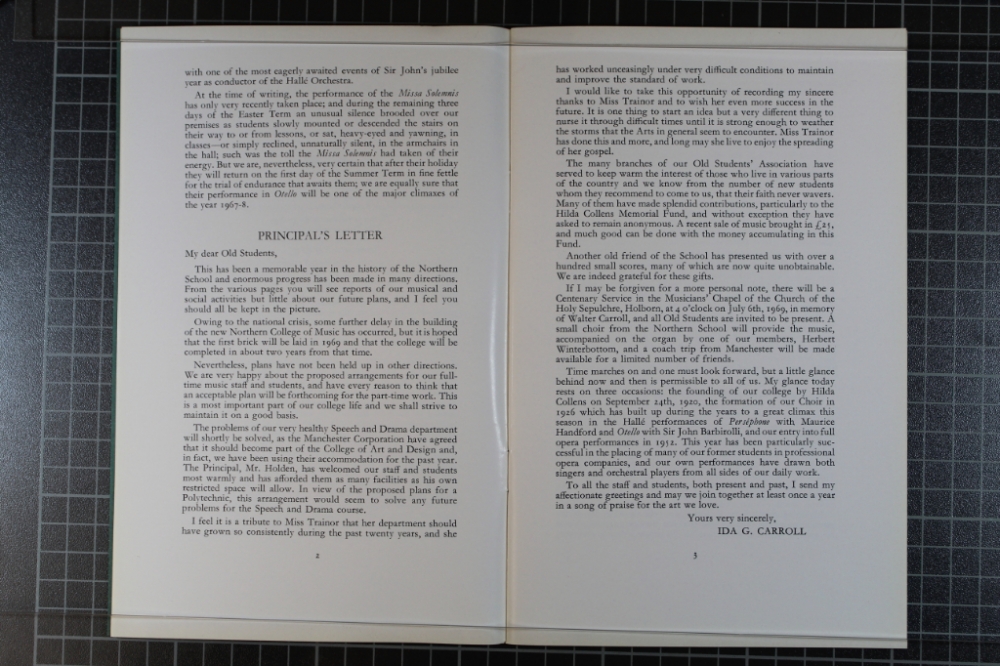 with one of the most eagerly awaited events of Sir John's jubilee
year as conductor of the Hallé Orchestra.
At the time of writing, the performance of the Missa Solemnis
has only very recently taken place; and during the remaining three
days of the Easter Term an unusual silence brooded over our
premises as students slowly mounted or descended the stairs on
their way to or from lessons, or sat, heavy-eyed and yawning, in
classes—or simply reclined, unnaturally silent, in the armchairs in
the hall; such was the toll the Missa Solemnis had taken of their
energy. But we are, nevertheless, very certain that after their holiday
they will return on the first day of the Summer Term in fine fettle
for the trial of endurance that awaits them; we are equally sure that
their performance in Otello will be one of the major climaxes of
the year 1967-8.
PRINCIPAL'S LETTER
My dear Old Students,
This has been a memorable year in the history of the Northern
School and enormous progress has been made in many directions.
From the various pages you will see reports of our musical and
social activities but little about our future plans, and I feel you
should all be kept in the picture.
Owing to the national crisis, some further delay in the building
of the new Northern College of Music has occurred, but it is hoped
that the first brick will be laid in 1969 and that the college will be
completed in about two years from that time.
Nevertheless, plans have not been held up in other directions.
We are very happy about the proposed arrangements for our full-
time music staff and students, and have every reason to think that
an acceptable plan will be forthcoming for the part-time work. This
is a most important part of our college life and we shall strive to
maintain it on a good basis.
The problems of our very healthy Speech and Drama department
will shortly be solved, as the Manchester Corporation have agreed
that it should become part of the College of Art and Design and,
in fact, we have been using their accommodation for the past year.
The Principal, Mr. Holden, has welcomed our staff and students
most warmly and has afforded them as many facilities as his own
restricted space will allow. In view of the proposed plans for a
Polytechnic, this arrangement would seem to solve any future
problems for the Speech and Drama course.
I feel it is a tribute to Miss Trainor that her department should
have grown so consistently during the past twenty years, and she
2
has worked unceasingly under very difficult conditions to maintain
and improve the standard of work.
I would like to take this opportunity of recording my sincere
thanks to Miss Trainor and to wish her even more success in the
future. It is one thing to start an idea but a very different thing to
nurse it through difficult times until it is strong enough to weather
the storms that the Arts in general seem to encounter. Miss Trainor
has done this and more, and long may she live to enjoy the spreading
of her gospel.
The many branches of our Old Students' Association have
served to keep warm the interest of those who live in various parts
of the country and we know from the number of new students
whom they recommend to come to us, that their faith never wavers.
Many of them have made splendid contributions, particularly to the
Hilda Collens Memorial Fund, and without exception they have
asked to remain anonymous. A recent sale of music brought in £25,
and much good can be done with the money accumulating in this
Fund.
Another old friend of the School has presented us with over a
hundred small scores, many of which are now quite unobtainable.
We are indeed grateful for these gifts.
If I may be forgiven for a more personal note, there will be a
Centenary Service in the Musicians' Chapel of the Church of the
Holy Sepulchre, Holborn, at 4 o'clock on July 6th, 1969, in memory
of Walter Carroll, and all Old Students are invited to be present. A
small choir from the Northern School will provide the music,
accompanied on the organ by one of our members, Herbert
Winterbottom, and a coach trip from Manchester will be made
available for a limited number of friends.
Time marches on and one must look forward, but a little glance
behind now and then is permissible to all of us. My glance today
rests on three occasions: the founding of our college by Hilda
Collens on September 24th, 1920, the formation of our Choir in
1926 which has built up during the years to a great climax this
season in the Hallé performances of Perséphone with Maurice
Handford and Otello with Sir John Barbirolli, and our entry into full
opera performances in 1952. This year has been particularly suc-
cessful in the placing of many of our former students in professional
opera companies, and our own performances have drawn both
singers and orchestral players from all sides of our daily work.
To all the staff and students, both present and past, I send my
affectionate greetings and may we join together at least once a year
in a song of praise for the art we love.
Yours very sincerely,
IDA G. CARROLL
3